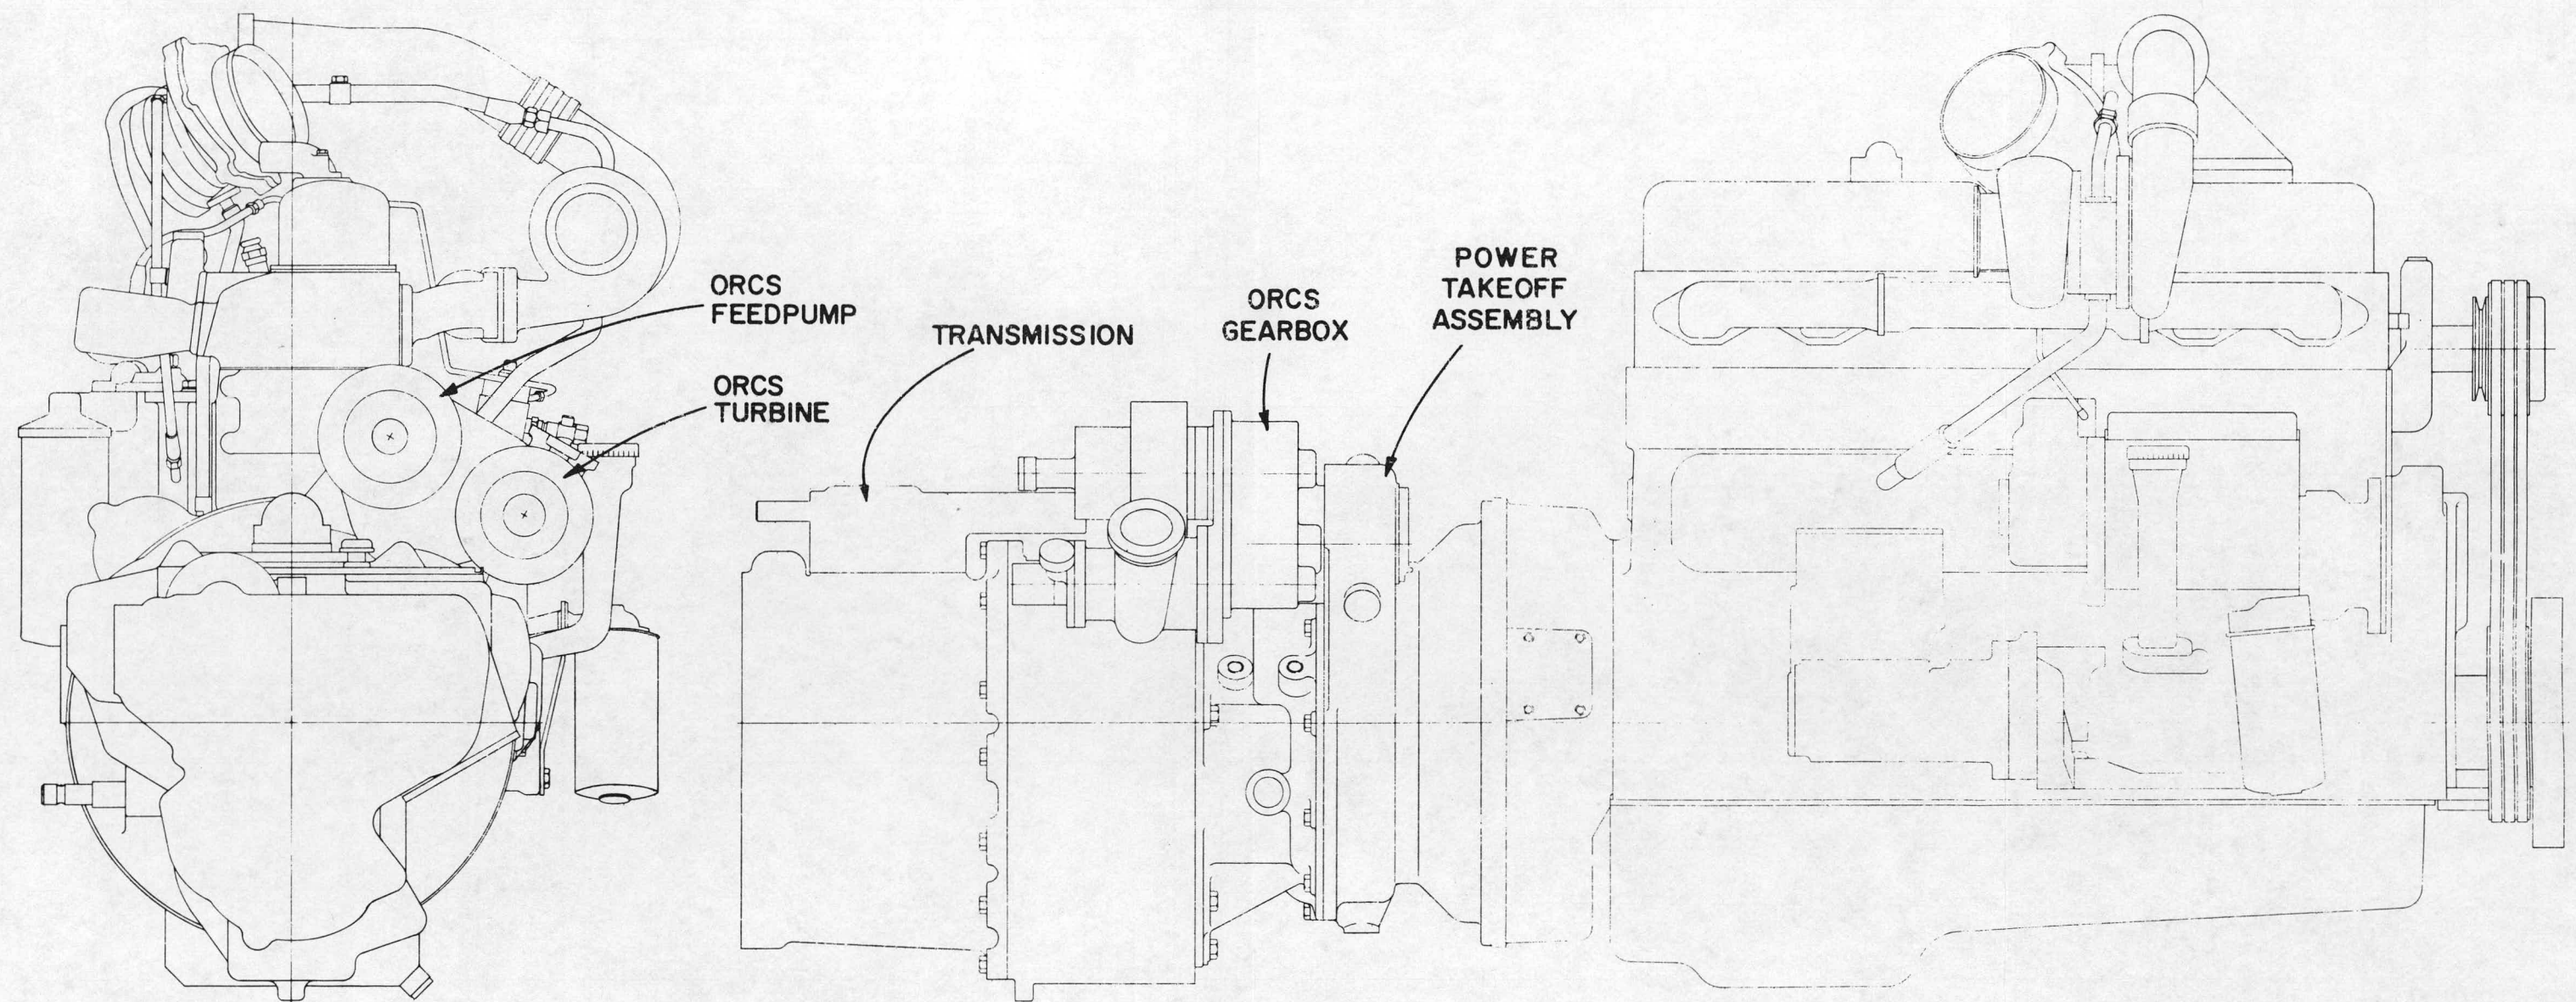 ORCS
FEEDPUMP
ORCS
TURBINE
TRANSMISSION
ORCS
GEARBOX
POWER
TAKEOFF
ASSEMBLY